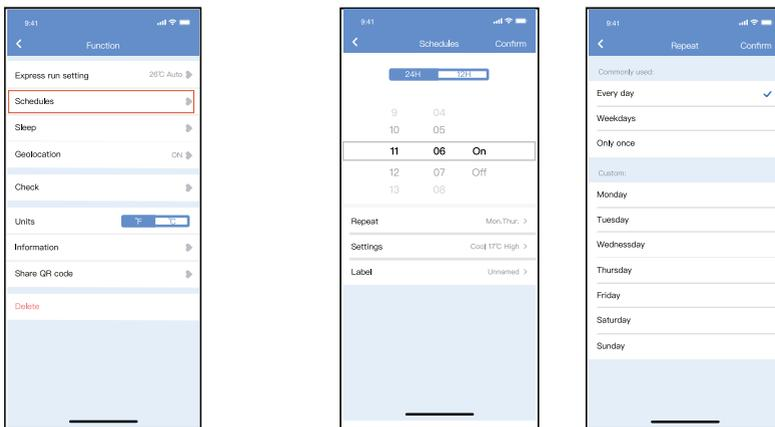 9:41
Function
Express run setting 26°C Auto
Schedules
Sleep
Geolocation ON
Check
Units °F °C
Information
Share QR code
Delete
9:41
Schedules Confirm
24H 12H
9 04
10 05
11 06 On
12 07 Off
13 08
Repeat Mon.Thur. >
Settings Cool 17°C High >
Label Unnamed >
9:41
Repeat Confirm
Commonly used:
Every day
Weekdays
Only once
Custom:
Monday
Tuesday
Wednessday
Thursday
Friday
Saturday
Sunday